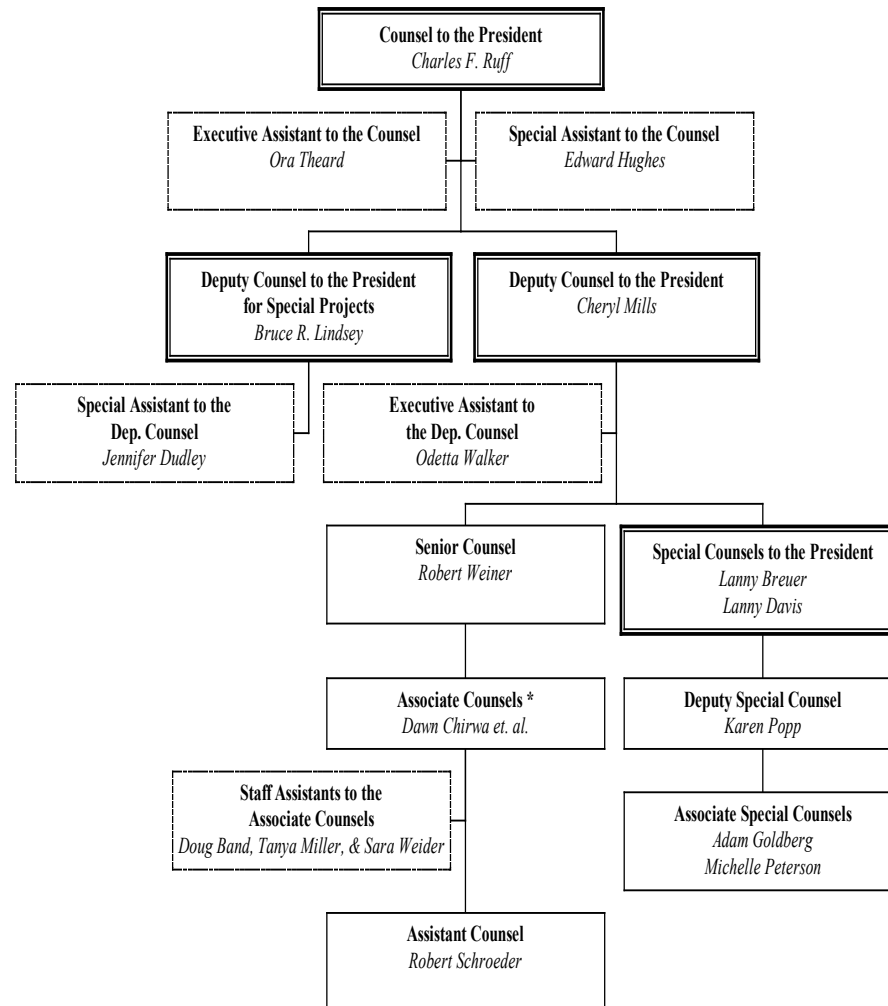 Counsel to the President
Charles F. Ruff
Executive Assistant to the Counsel
Ora Theard
Special Assistant to the Counsel
Edward Hughes
Deputy Counsel to the President
for Special Projects
Bruce R. Lindsey
Deputy Counsel to the President
Cheryl Mills
Special Assistant to the
Dep. Counsel
Jennifer Dudley
Executive Assistant to
the Dep. Counsel
Odetta Walker
Senior Counsel
Robert Weiner
Special Counsels to the President
Lanny Breuer
Lanny Davis
Associate Counsels *
Dawn Chirwa et. al.
Deputy Special Counsel
Karen Popp
Staff Assistants to the
Associate Counsels
Doug Band, Tanya Miller, & Sara Weider
Associate Special Counsels
Adam Goldberg
Michelle Peterson
Assistant Counsel
Robert Schroeder